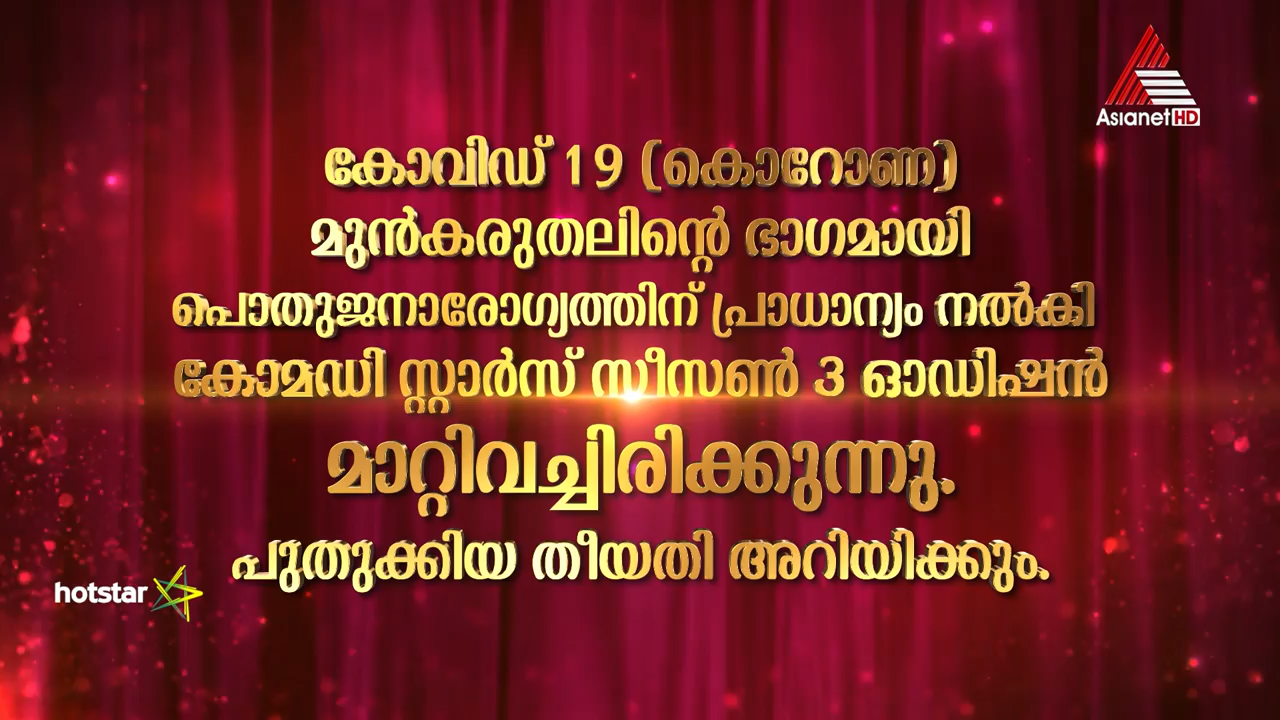 Asianet HD
കോവിഡ് 19 (കൊറോണ)
മുൻകരുതലിന്റെ ഭാഗമായി
പൊതുജനാരോഗ്യത്തിന് പ്രാധാന്യം നൽകി
കോമഡി സ്റ്റാർസ് സീസൺ 3 ഓഡിഷൻ
മാറ്റിവച്ചിരിക്കുന്നു.
പുതുക്കിയ തീയതി അറിയിക്കും.
hotstar